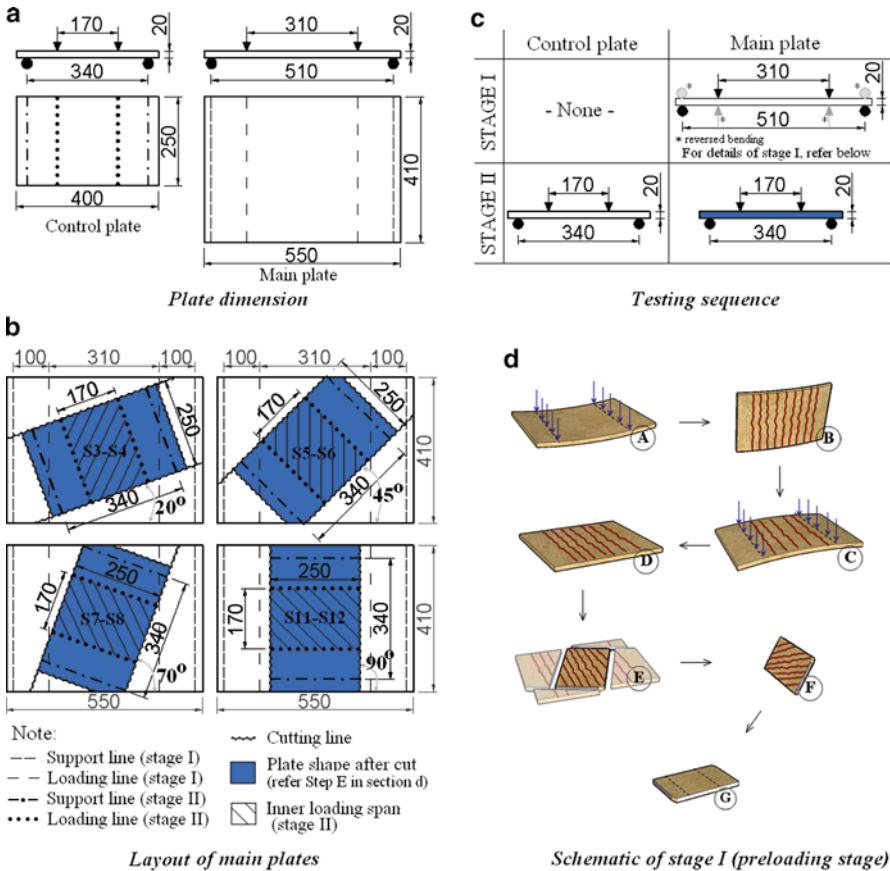 a
170
20
340
250
400
Control plate
310
20
510
410
550
Main plate
Plate dimension
b
100 310 100
170
250
S3-S4
340
20°
100 310 100
170
250
S5-S6
340
45°
410
250
170
S7-S8
340
70°
550
250
170
S11-S12
340
90°
410
550
Note:
Support line (stage I)
Loading line (stage I)
Support line (stage II)
Loading line (stage II)
Cutting line
Plate shape after cut
(refer Step E in section d)
Inner loading span
(stage II)
Layout of main plates
c
Control plate
Main plate
STAGE I
- None -
310
20
*
*
*
*
510
* reversed bending
For details of stage I, refer below
STAGE II
170
20
340
170
20
340
Testing sequence
d
A
B
C
D
E
F
G
Schematic of stage I (preloading stage)